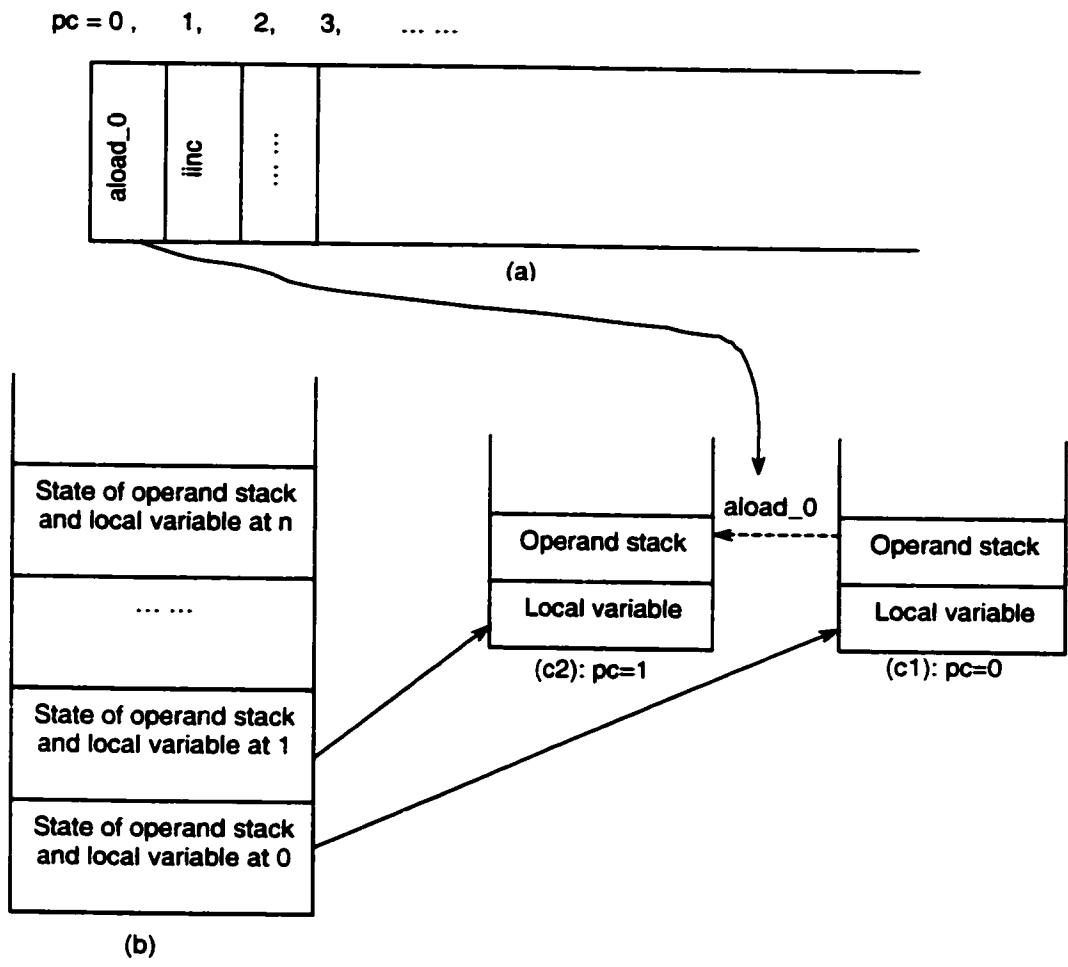 pc = 0 , 1, 2, 3, ... ...
aload_0
iinc
... ...
(a)
State of operand stack
and local variable at n
... ...
State of operand stack
and local variable at 1
State of operand stack
and local variable at 0
(b)
Operand stack
Local variable
(c2): pc=1
aload_0
Operand stack
Local variable
(c1): pc=0